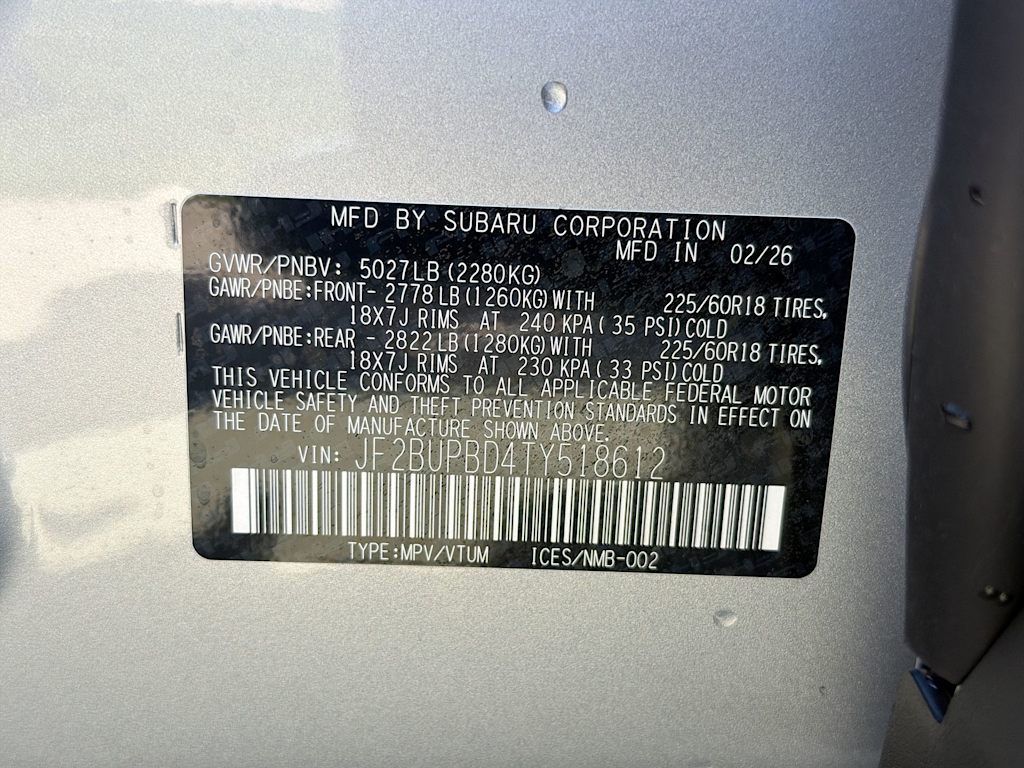 MFD BY SUBARU CORPORATION
MFD IN 02/26
GVWR/PNBV: 5027LB (2280KG)
GAWR/PNBE:FRONT- 2778 LB (1260KG) WITH 225/60R18 TIRES,
18X7J RIMS AT 240 KPA ( 35 PSI) COLD
GAWR/PNBE:REAR - 2822 LB (1280KG) WITH 225/60R18 TIRES,
18X7J RIMS AT 230 KPA ( 33 PSI) COLD
THIS VEHICLE CONFORMS TO ALL APPLICABLE FEDERAL MOTOR
VEHICLE SAFETY AND THEFT PREVENTION STANDARDS IN EFFECT ON
THE DATE OF MANUFACTURE SHOWN ABOVE.
VIN: JF2BUPBD4TY518612
TYPE:MPV/VTUM ICES/NMB-002